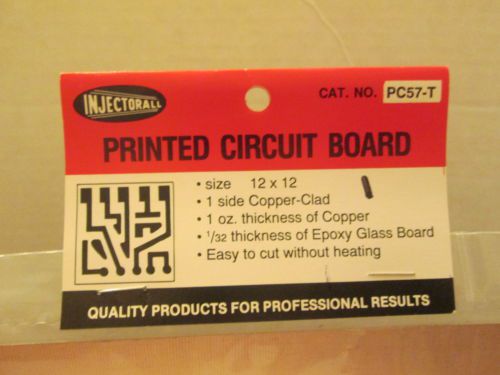 INJECTORALL
CAT. NO. PC57-T
PRINTED CIRCUIT BOARD
• size 12 x 12
• 1 side Copper-Clad
• 1 oz. thickness of Copper
• 1/32 thickness of Epoxy Glass Board
• Easy to cut without heating
QUALITY PRODUCTS FOR PROFESSIONAL RESULTS